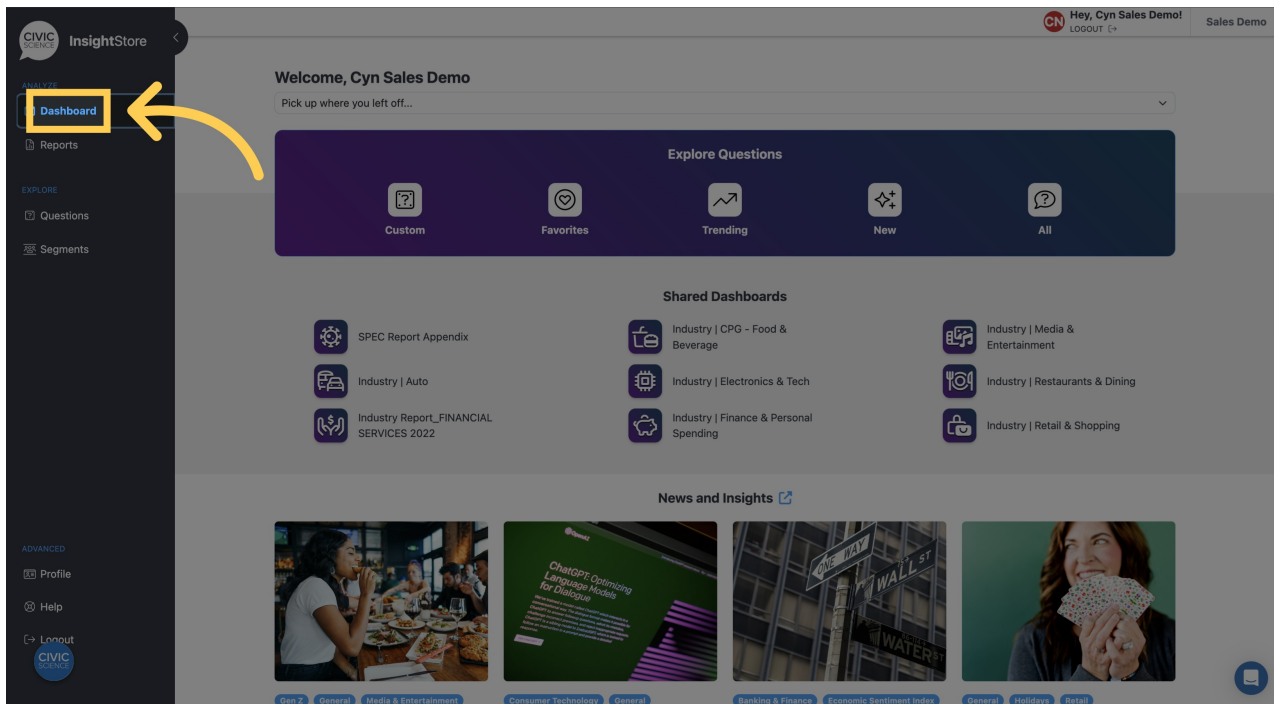 CIVIC
SCIENCE
InsightStore
CN
Hey, Cyn Sales Demo!
LOGOUT
Sales Demo
ANALYZE
Dashboard
Reports
EXPLORE
Questions
Segments
ADVANCED
Profile
Help
Logout
CIVIC
SCIENCE
Welcome, Cyn Sales Demo
Pick up where you left off...
Explore Questions
Custom
Favorites
Trending
New
All
Shared Dashboards
SPEC Report Appendix
Industry | CPG - Food &
Beverage
Industry | Media &
Entertainment
Industry | Auto
Industry | Electronics & Tech
Industry | Restaurants & Dining
Industry Report_FINANCIAL
SERVICES 2022
Industry | Finance & Personal
Spending
Industry | Retail & Shopping
News and Insights
OpenAI
ChatGPT: Optimizing
Language Models
for Dialogue
ONE WAY
WALL ST
WATER ST
Gen Z
General
Media & Entertainment
Consumer Technology
General
Banking & Finance
Economic Sentiment Index
General
Holidays
Retail